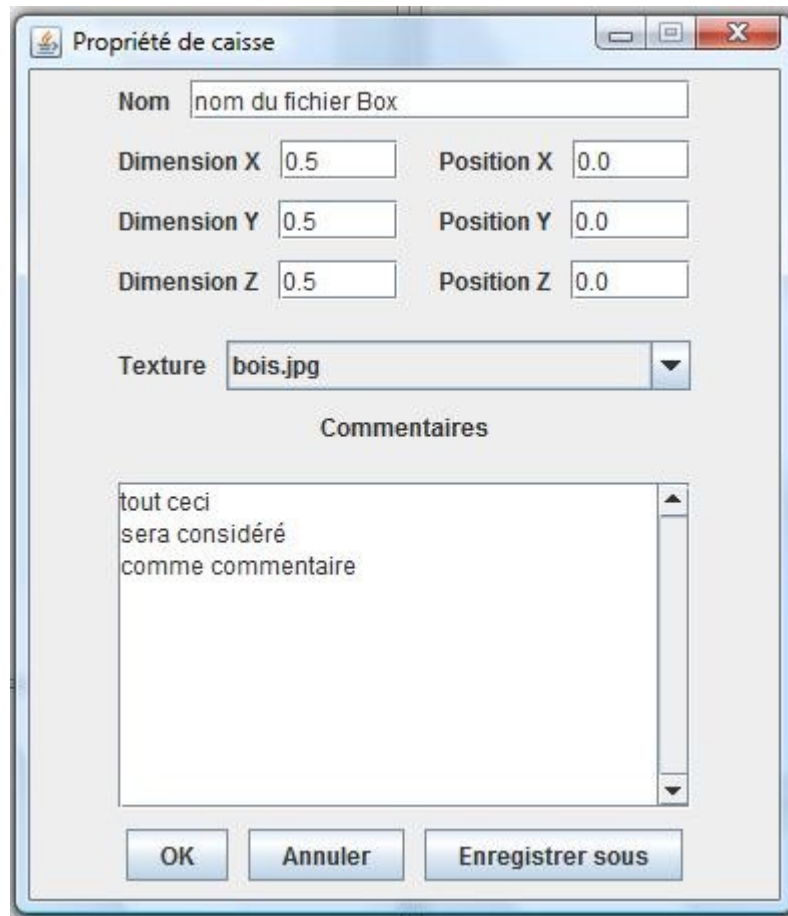 Propriété de caisse
Nom nom du fichier Box
Dimension X 0.5 Position X 0.0
Dimension Y 0.5 Position Y 0.0
Dimension Z 0.5 Position Z 0.0
Texture bois.jpg
Commentaires
tout ceci
sera considéré
comme commentaire
OK Annuler Enregistrer sous